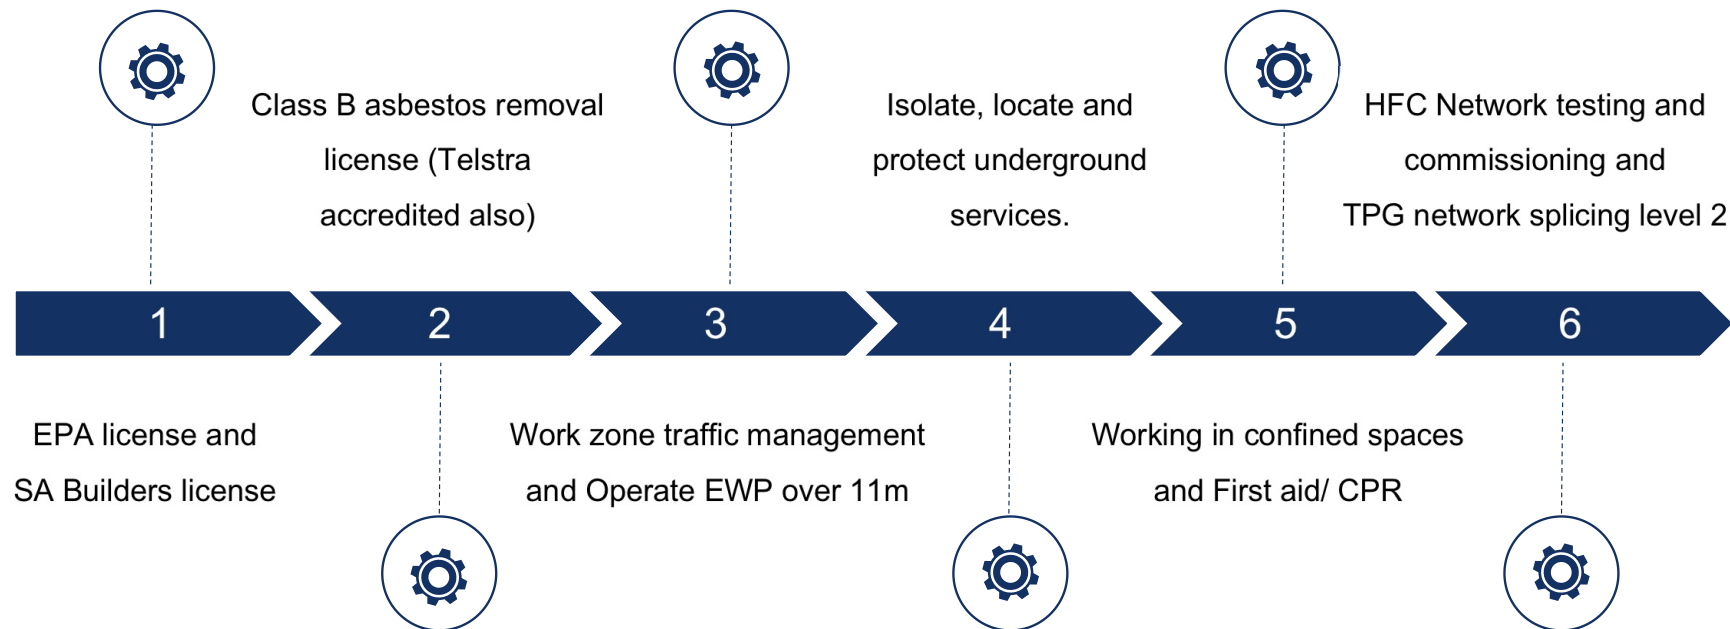 Class B asbestos removal
license (Telstra
accredited also)
Isolate, locate and
protect underground
services.
HFC Network testing and
commissioning and
TPG network splicing level 2
1
2
3
4
5
6
EPA license and
SA Builders license
Work zone traffic management
and Operate EWP over 11m
Working in confined spaces
and First aid/ CPR